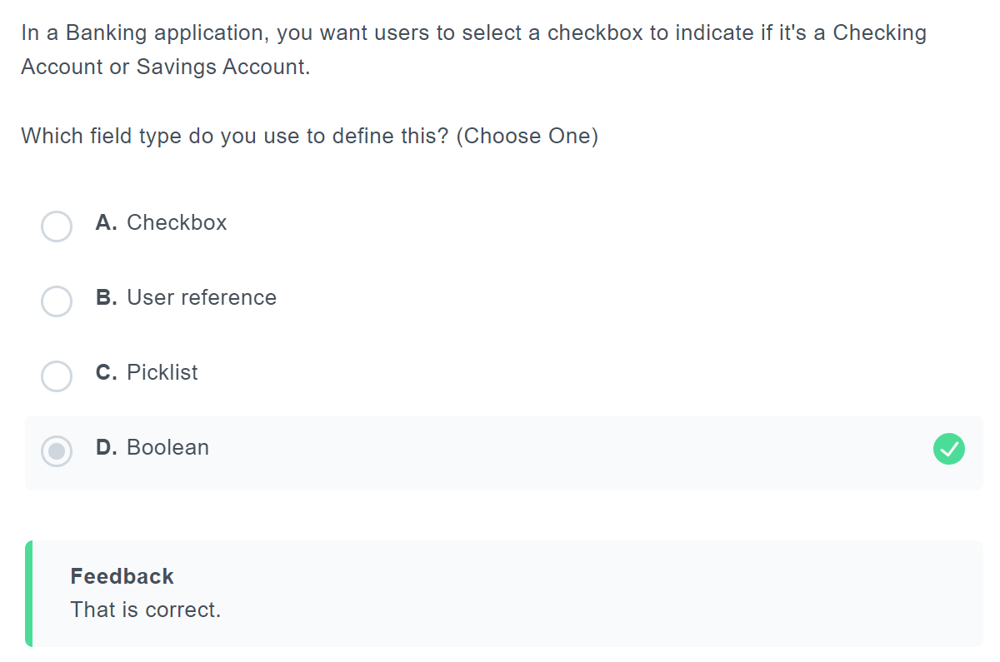 In a Banking application, you want users to select a checkbox to indicate if it's a Checking
Account or Savings Account.
Which field type do you use to define this? (Choose One)
A. Checkbox
B. User reference
C. Picklist
D. Boolean
Feedback
That is correct.